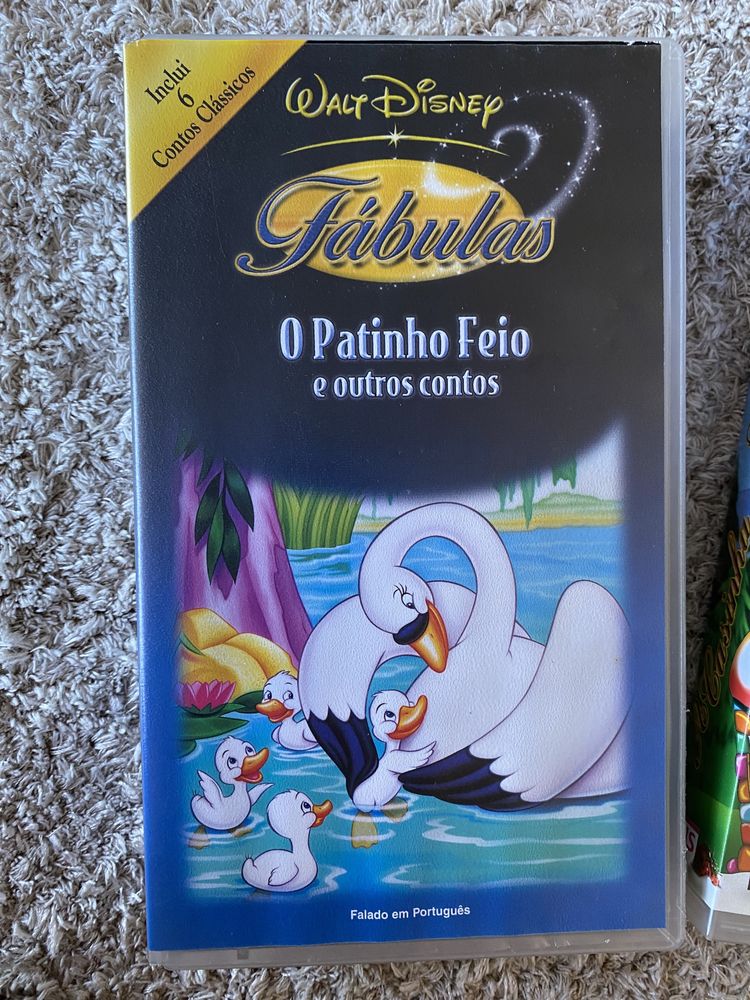 Inclui
6
Contos Clássicos
WALT DISNEY
Fábulas
O Patinho Feio
e outros contos
Falado em Português